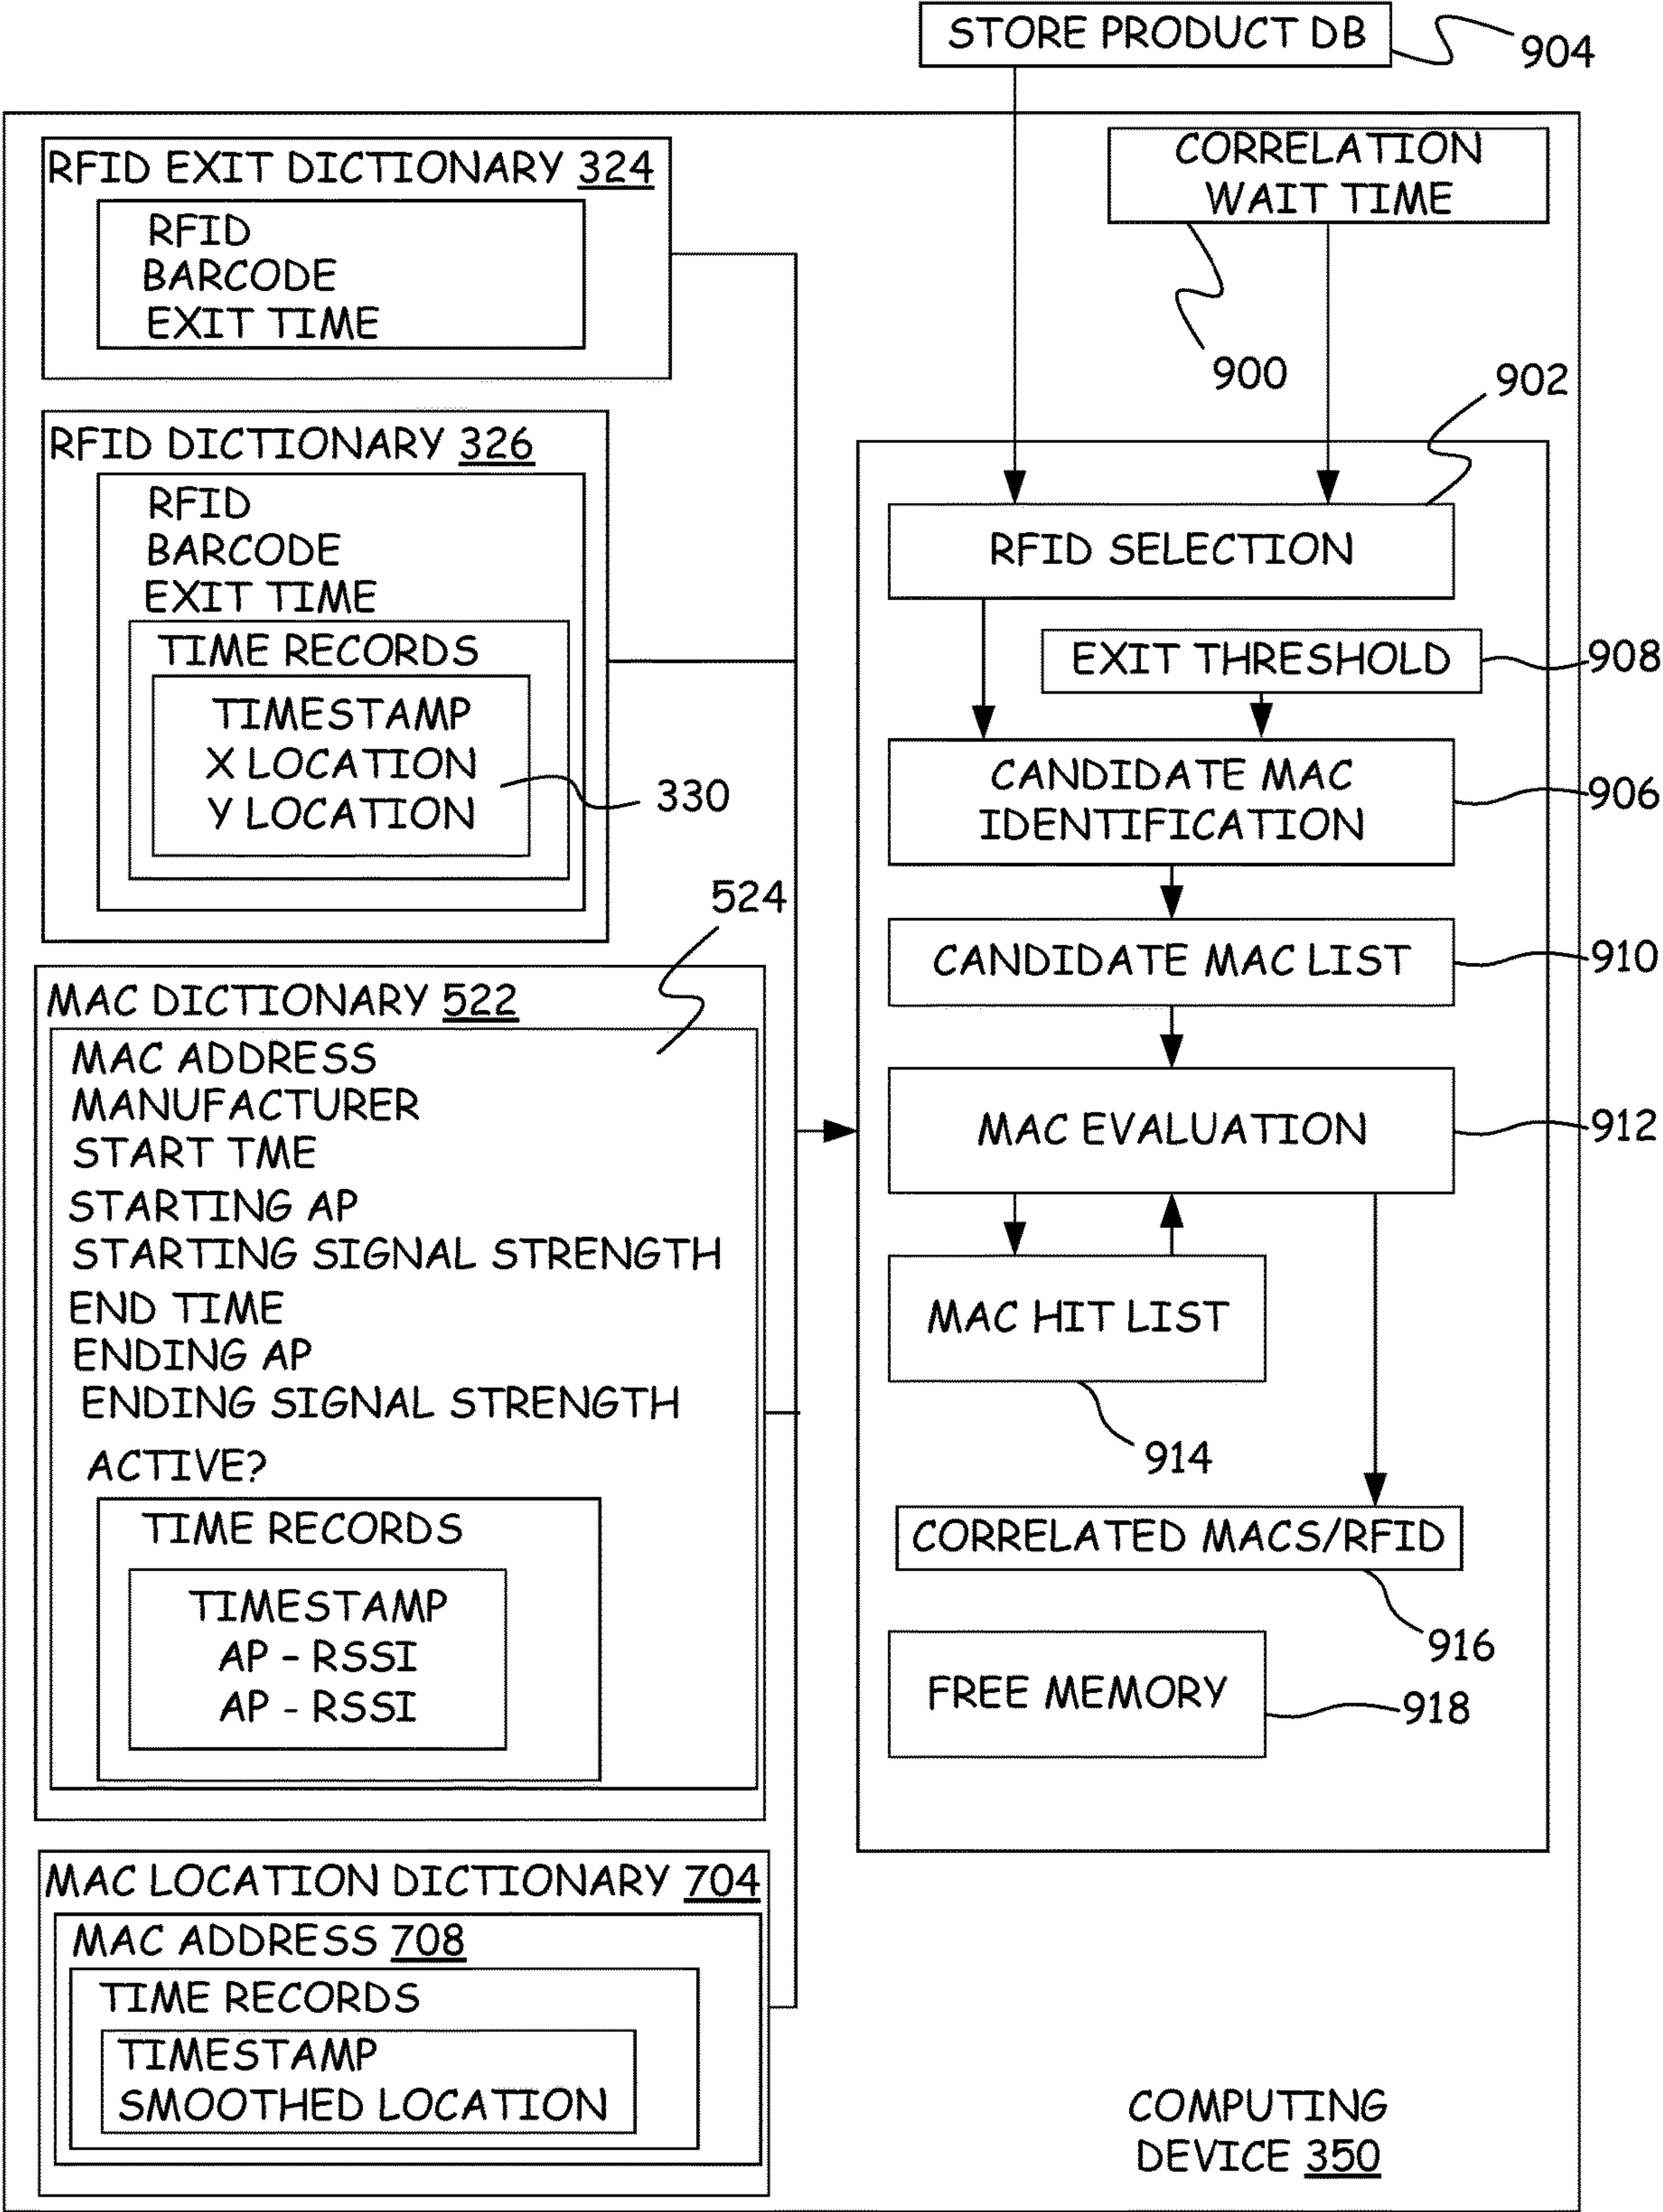 STORE PRODUCT DB
904
RFID EXIT DICTIONARY 324
RFID
BARCODE
EXIT TIME
CORRELATION
WAIT TIME
900
902
RFID DICTIONARY 326
RFID
BARCODE
EXIT TIME
TIME RECORDS
TIMESTAMP
X LOCATION
Y LOCATION
330
524
RFID SELECTION
EXIT THRESHOLD
908
CANDIDATE MAC
IDENTIFICATION
906
CANDIDATE MAC LIST
910
MAC EVALUATION
912
MAC HIT LIST
914
CORRELATED MACS/RFID
916
FREE MEMORY
918
MAC DICTIONARY 522
MAC ADDRESS
MANUFACTURER
START TME
STARTING AP
STARTING SIGNAL STRENGTH
END TIME
ENDING AP
ENDING SIGNAL STRENGTH
ACTIVE?
TIME RECORDS
TIMESTAMP
AP – RSSI
AP - RSSI
MAC LOCATION DICTIONARY 704
MAC ADDRESS 708
TIME RECORDS
TIMESTAMP
SMOOTHED LOCATION
COMPUTING
DEVICE 350